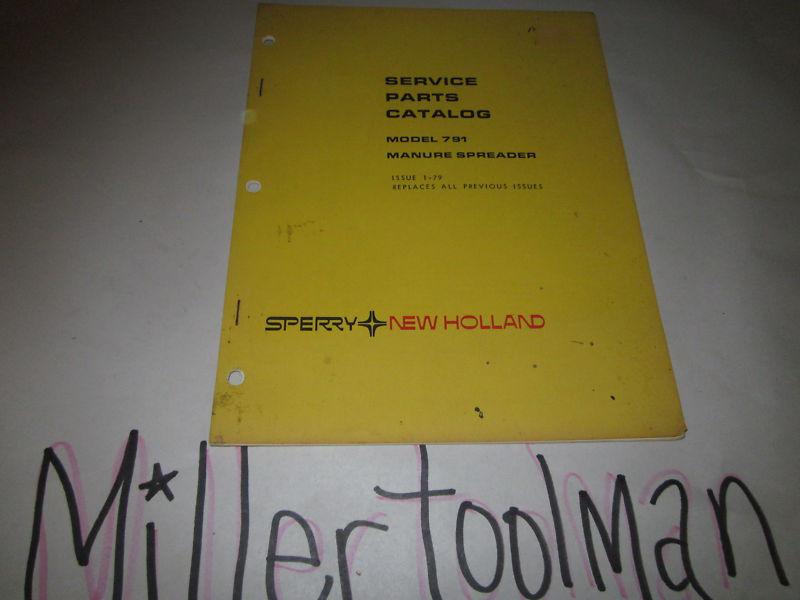 SERVICE
PARTS
CATALOG
MODEL 791
MANURE SPREADER
ISSUE 1-79
REPLACES ALL PREVIOUS ISSUES
SPERRY NEW HOLLAND
Millertoolman